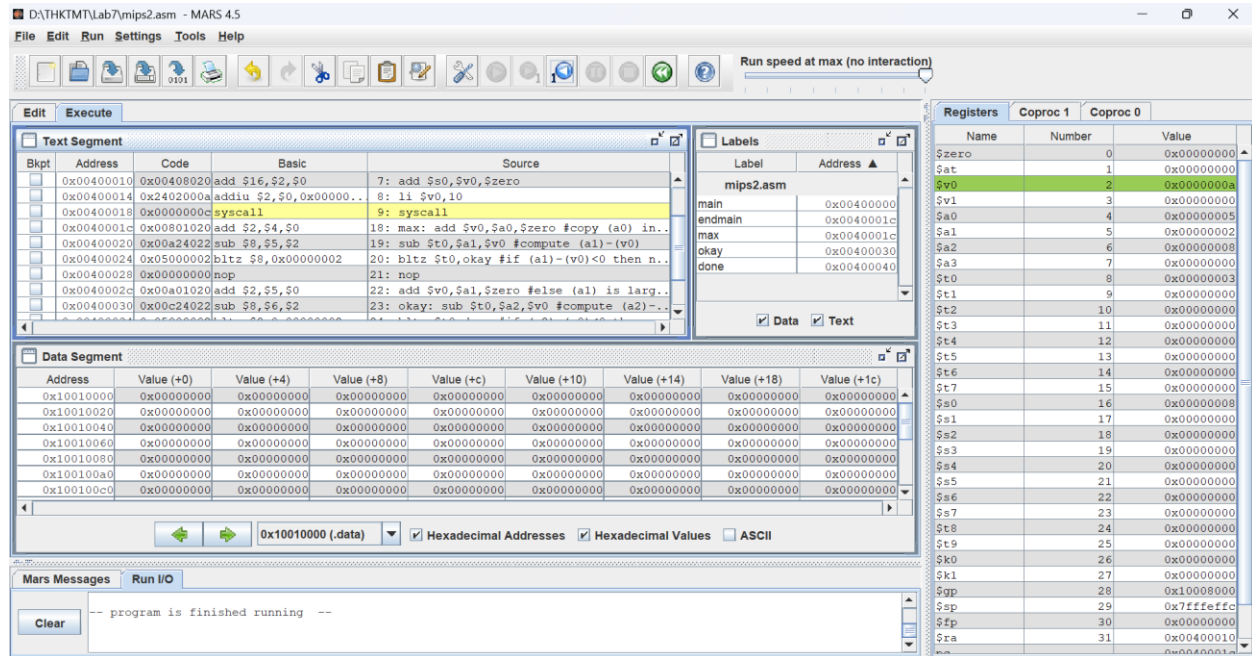 D:\THKTMT\Lab7\mips2.asm - MARS 4.5
File Edit Run Settings Tools Help
Run speed at max (no interaction)
Edit Execute
Text Segment
Bkpt Address Code Basic Source
0x00400010 0x00408020 add $16,$2,$0 7: add $s0,$v0,$zero
0x00400014 0x2402000a addiu $2,$0,0x00000... 8: li $v0,10
0x00400018 0x0000000c syscall 9: syscall
0x0040001c 0x00801020 add $2,$4,$0 18: max: add $v0,$a0,$zero #copy (a0) in..
0x00400020 0x00a24022 sub $8,$5,$2 19: sub $t0,$a1,$v0 #compute (a1)-(v0)
0x00400024 0x05000002 bltz $8,0x00000002 20: bltz $t0,okay #if (a1)-(v0)<0 then n..
0x00400028 0x00000000 nop 21: nop
0x0040002c 0x00a01020 add $2,$5,$0 22: add $v0,$a1,$zero #else (a1) is larg..
0x00400030 0x00c24022 sub $8,$6,$2 23: okay: sub $t0,$a2,$v0 #compute (a2)-..
Labels
Label Address ▲
mips2.asm
main 0x00400000
endmain 0x0040001c
max 0x0040001c
okay 0x00400030
done 0x00400040
Data Text
Data Segment
Address Value (+0) Value (+4) Value (+8) Value (+c) Value (+10) Value (+14) Value (+18) Value (+1c)
0x10010000 0x00000000 0x00000000 0x00000000 0x00000000 0x00000000 0x00000000 0x00000000 0x00000000
0x10010020 0x00000000 0x00000000 0x00000000 0x00000000 0x00000000 0x00000000 0x00000000 0x00000000
0x10010040 0x00000000 0x00000000 0x00000000 0x00000000 0x00000000 0x00000000 0x00000000 0x00000000
0x10010060 0x00000000 0x00000000 0x00000000 0x00000000 0x00000000 0x00000000 0x00000000 0x00000000
0x10010080 0x00000000 0x00000000 0x00000000 0x00000000 0x00000000 0x00000000 0x00000000 0x00000000
0x100100a0 0x00000000 0x00000000 0x00000000 0x00000000 0x00000000 0x00000000 0x00000000 0x00000000
0x100100c0 0x00000000 0x00000000 0x00000000 0x00000000 0x00000000 0x00000000 0x00000000 0x00000000
0x10010000 (.data) Hexadecimal Addresses Hexadecimal Values ASCII
Mars Messages Run I/O
Clear
-- program is finished running --
Registers Coproc 1 Coproc 0
Name Number Value
$zero 0 0x00000000
$at 1 0x00000000
$v0 2 0x0000000a
$v1 3 0x00000000
$a0 4 0x00000005
$a1 5 0x00000002
$a2 6 0x00000008
$a3 7 0x00000000
$t0 8 0x00000003
$t1 9 0x00000000
$t2 10 0x00000000
$t3 11 0x00000000
$t4 12 0x00000000
$t5 13 0x00000000
$t6 14 0x00000000
$t7 15 0x00000000
$s0 16 0x00000008
$s1 17 0x00000000
$s2 18 0x00000000
$s3 19 0x00000000
$s4 20 0x00000000
$s5 21 0x00000000
$s6 22 0x00000000
$s7 23 0x00000000
$t8 24 0x00000000
$t9 25 0x00000000
$k0 26 0x00000000
$k1 27 0x00000000
$gp 28 0x10008000
$sp 29 0x7fffeffc
$fp 30 0x00000000
$ra 31 0x00400010